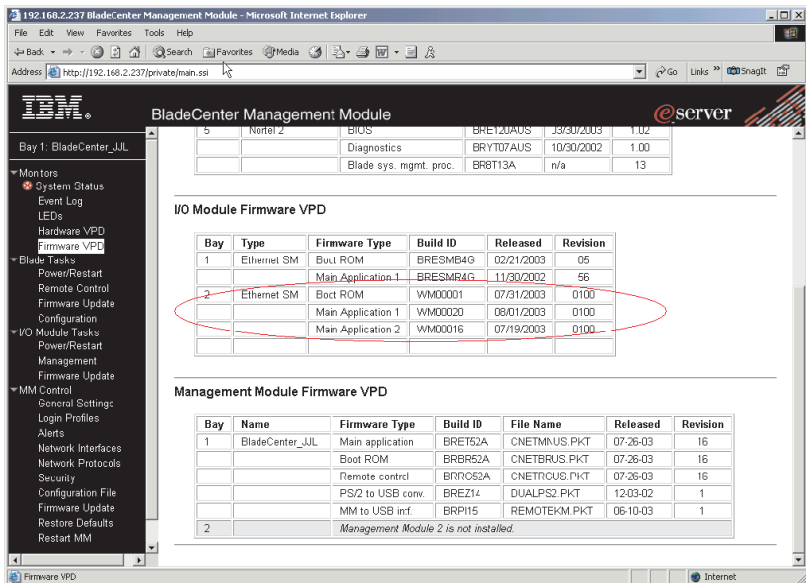 192.168.2.237 BladeCenter Management Module - Microsoft Internet Explorer
File Edit View Favorites Tools Help
Back Search Favorites Media
Address http://192.168.2.237/private/main.ssi Go Links » SnagIt
IBM. BladeCenter Management Module eserver
Bay 1: BladeCenter_JJL
Monitors
System Status
Event Log
LEDs
Hardware VPD
Firmware VPD
Blade Tasks
Power/Restart
Remote Control
Firmware Update
Configuration
I/O Module Tasks
Power/Restart
Management
Firmware Update
MM Control
General Settings
Login Profiles
Alerts
Network Interfaces
Network Protocols
Security
Configuration File
Firmware Update
Restore Defaults
Restart MM
5 Nortel 2 BIOS BRE120AUS 03/30/2003 1.02
Diagnostics BRYT07AUS 10/30/2002 1.00
Blade sys. mgmt. proc. BR8T13A n/a 13
I/O Module Firmware VPD
Bay Type Firmware Type Build ID Released Revision
1 Ethernet SM Boot ROM BRESMB4G 02/21/2003 05
Main Application 1 BRESMR4G 11/30/2002 56
2 Ethernet SM Boot ROM WM00001 07/31/2003 0100
Main Application 1 WM00020 08/01/2003 0100
Main Application 2 WM00016 07/19/2003 0100
Management Module Firmware VPD
Bay Name Firmware Type Build ID File Name Released Revision
1 BladeCenter_JJL Main application BRET52A CNETMNUS.PKT 07-26-03 16
Boot ROM BRBR52A CNETBRUS.PKT 07-26-03 16
Remote control BRRC52A CNETRCUS.PKT 07-26-03 16
PS/2 to USB conv. BREZ14 DUALPS2.PKT 12-03-02 1
MM to USB intf. BRPI15 REMOTEKM.PKT 06-10-03 1
2 Management Module 2 is not installed.
Firmware VPD Internet